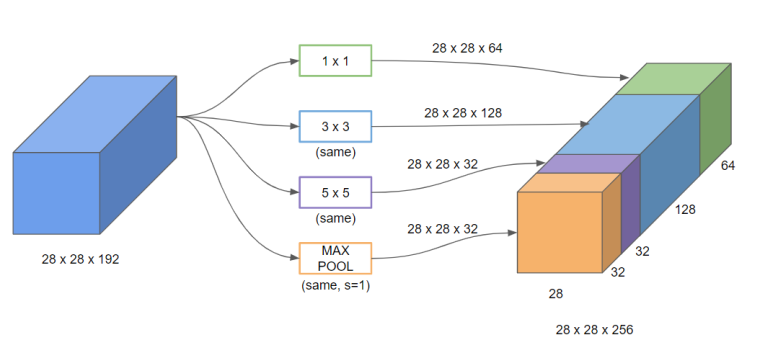 28 x 28 x 192
1 x 1
3 x 3
(same)
5 x 5
(same)
MAX
POOL
(same, s=1)
28 x 28 x 64
28 x 28 x 128
28 x 28 x 32
28 x 28 x 32
64
128
32
32
28
28 x 28 x 256